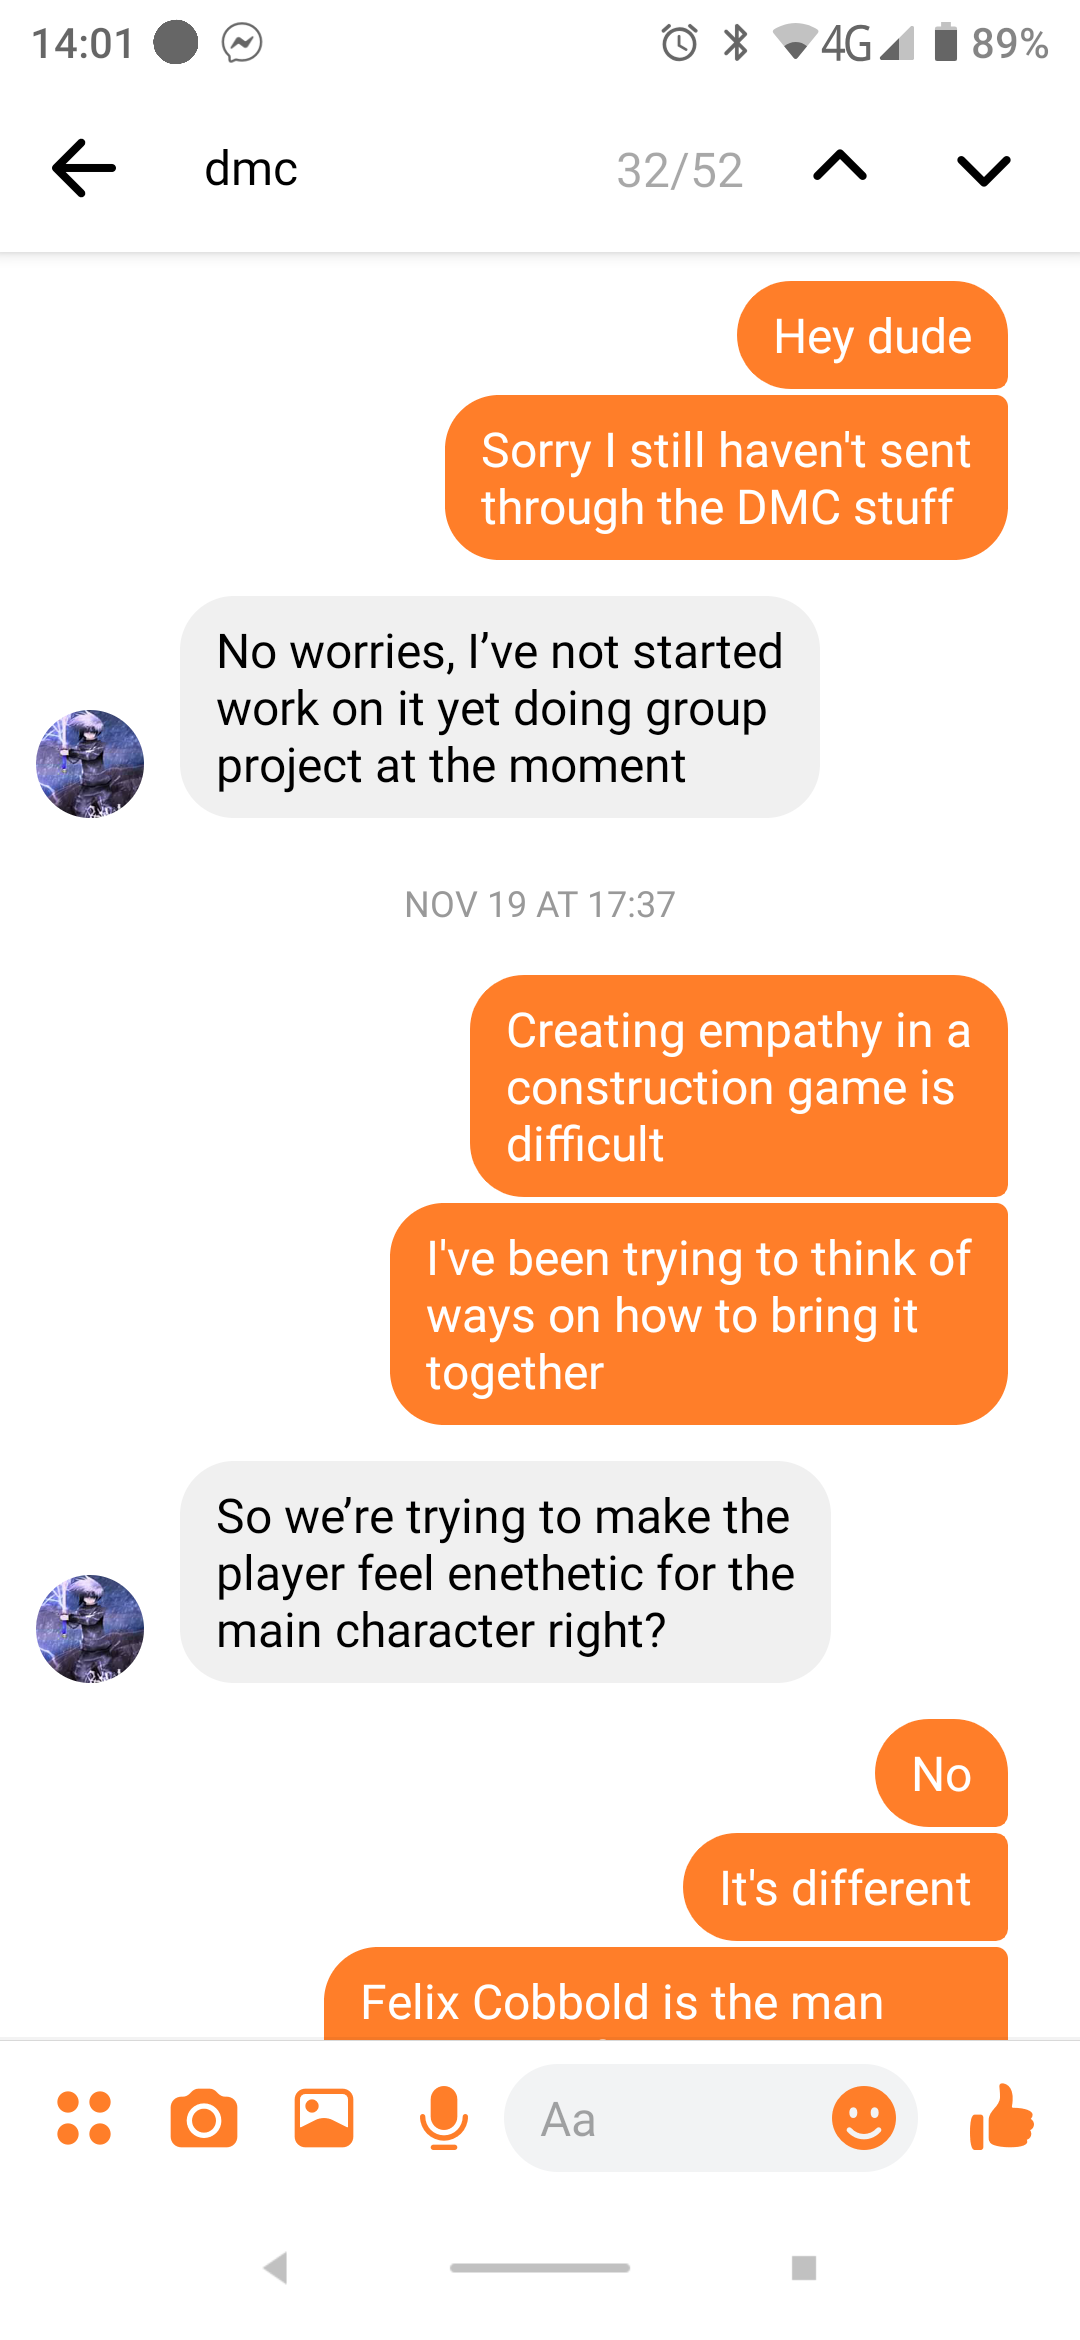 14:01
4G
89%
dmc
32/52
Hey dude
Sorry I still haven't sent
through the DMC stuff
No worries, I’ve not started
work on it yet doing group
project at the moment
NOV 19 AT 17:37
Creating empathy in a
construction game is
difficult
I've been trying to think of
ways on how to bring it
together
So we’re trying to make the
player feel enethetic for the
main character right?
No
It's different
Felix Cobbold is the man
Aa